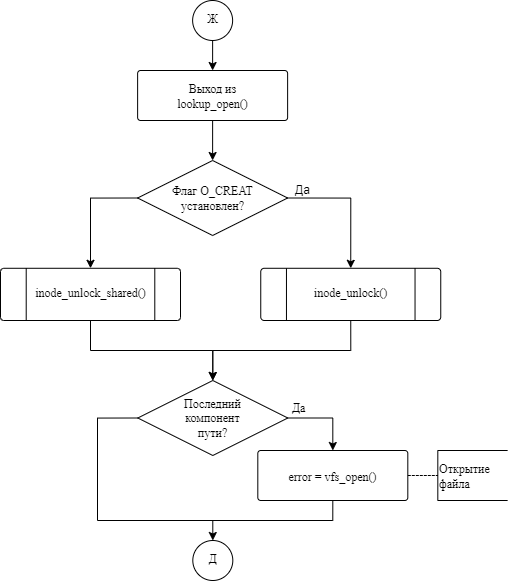 Ж
Выход из
lookup_open()
Флаг O_CREAT
установлен?
Да
inode_unlock_shared()
inode_unlock()
Последний
компонент
пути?
Да
error = vfs_open()
Открытие
файла
Д